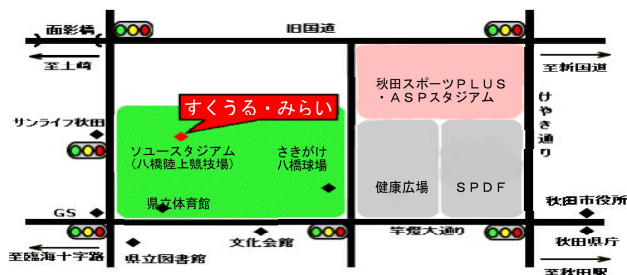 面影橋
旧国道
至土崎
至新国道
秋田スポーツPLUS
・ASPスタジアム
すくうる・みらい
けやき通り
サンライフ秋田
ソユースタジアム
(八橋陸上競技場)
さきがけ
八橋球場
県立体育館
健康広場
SPDF
GS
秋田市役所
文化会館
竿燈大通り
至臨海十字路
県立図書館
秋田県庁
至秋田駅